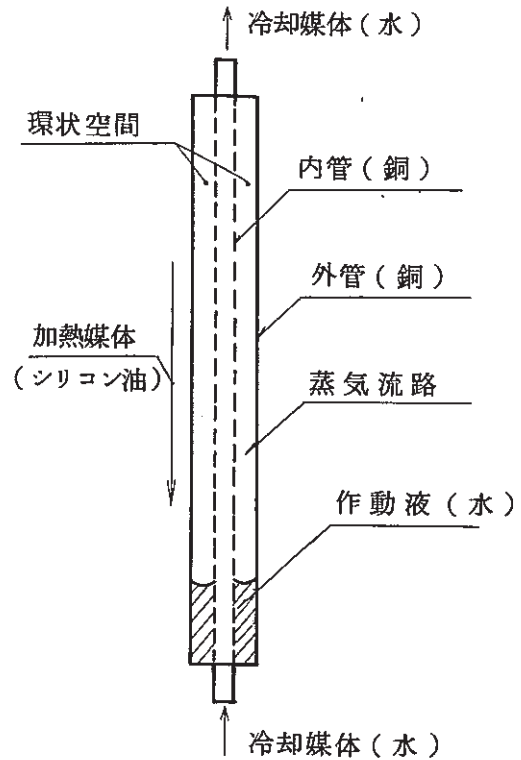 冷却媒体(水)
環状空間
内管(銅)
外管(銅)
加熱媒体
(シリコン油)
蒸気流路
作動液(水)
冷却媒体(水)